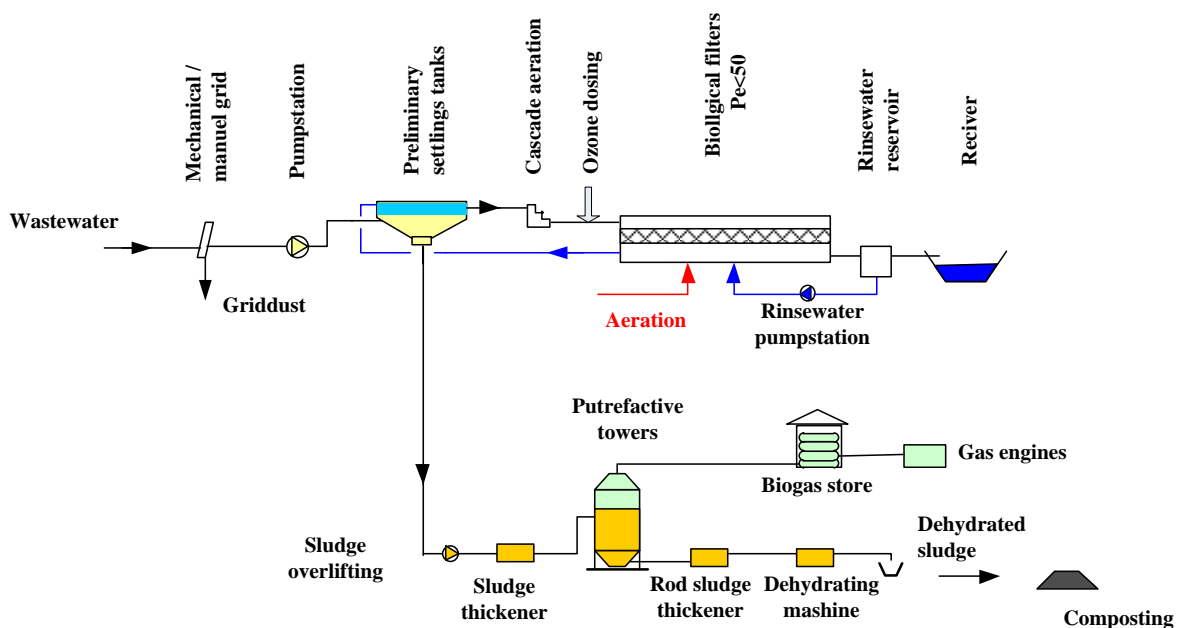 Mechanical /
manuel grid
Pumpstation
Preliminary
settlings tanks
Cascade aeration
Ozone dosing
Biollgical filters
Pe<50
Rinsewater
reservoir
Reciver
Wastewater
Griddust
Aeration
Rinsewater
pumpstation
Putrefactive
towers
Biogas store
Gas engines
Sludge
overlifting
Sludge
thickener
Rod sludge
thickener
Dehydrating
mashine
Dehydrated
sludge
Composting